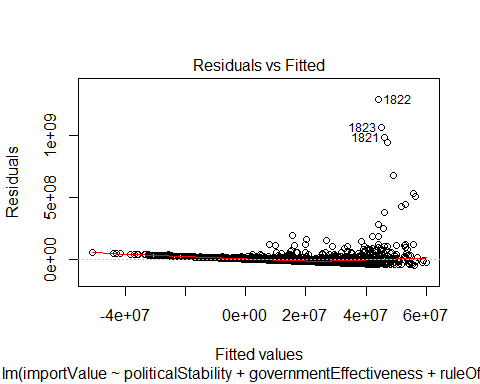 Residuals vs Fitted
Residuals
1e+09
5e+08
0e+00
1822
1823
1821
-4e+07
0e+00
2e+07
4e+07
6e+07
Fitted values
lm(importValue ~ politicalStability + governmentEffectiveness + ruleOf